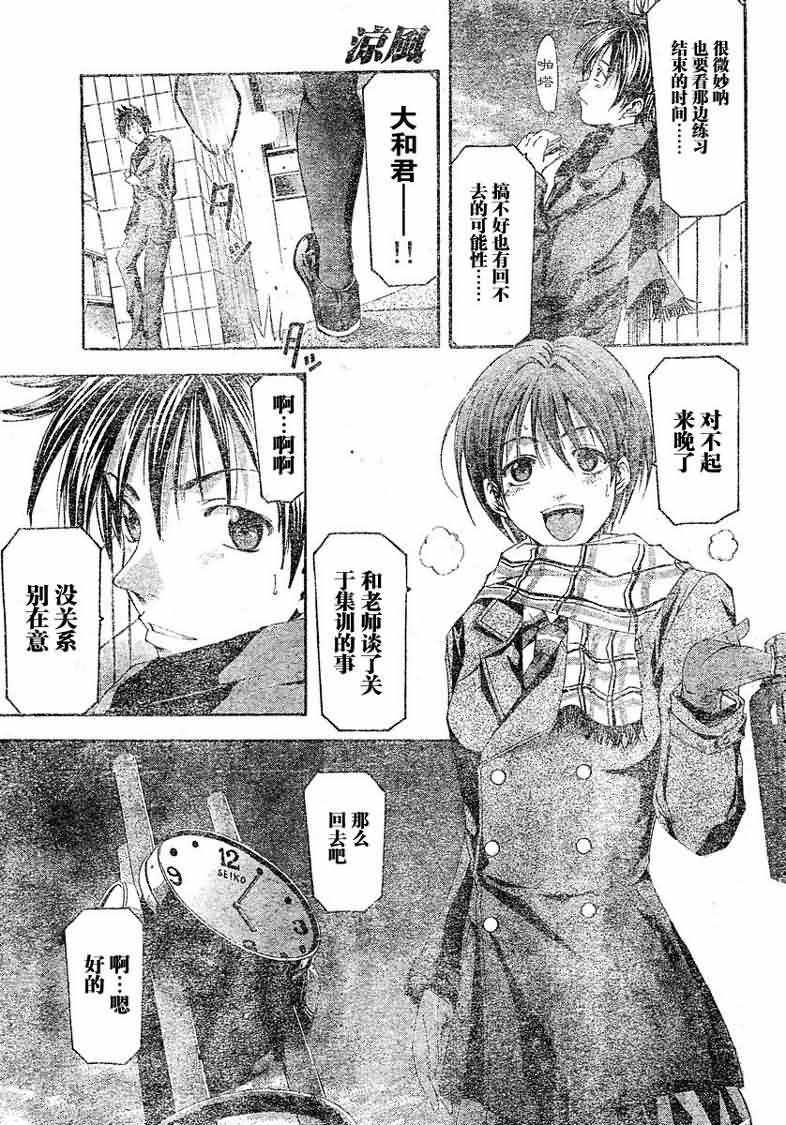 涼風
很微妙呐
也要看那边练习
结束的时间……
啪塔
搞不好也有回不
去的可能性……
大和君——!!
对不起
来晚了
和老师谈了关
于集训的事
啊…啊啊
没关系
别在意
那么
回去吧
12
SEIKO
9
3
啊…嗯
好的